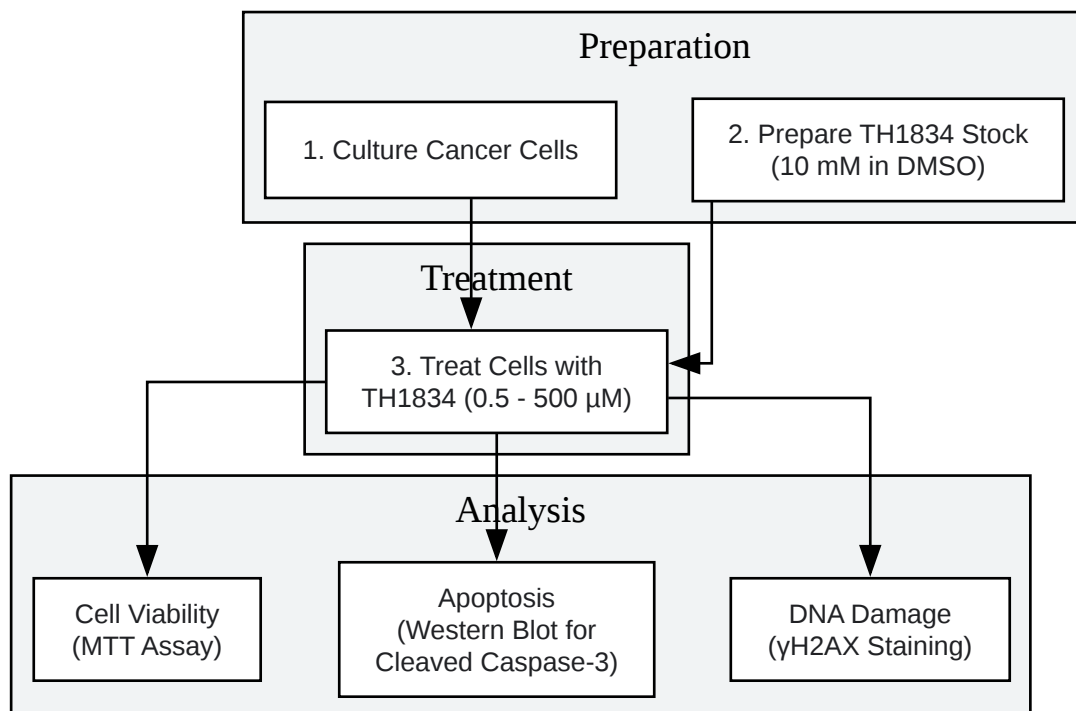 Preparation
1. Culture Cancer Cells
2. Prepare TH1834 Stock
(10 mM in DMSO)
Treatment
3. Treat Cells with
TH1834 (0.5 - 500 µM)
Analysis
Cell Viability
(MTT Assay)
Apoptosis
(Western Blot for
Cleaved Caspase-3)
DNA Damage
(γH2AX Staining)